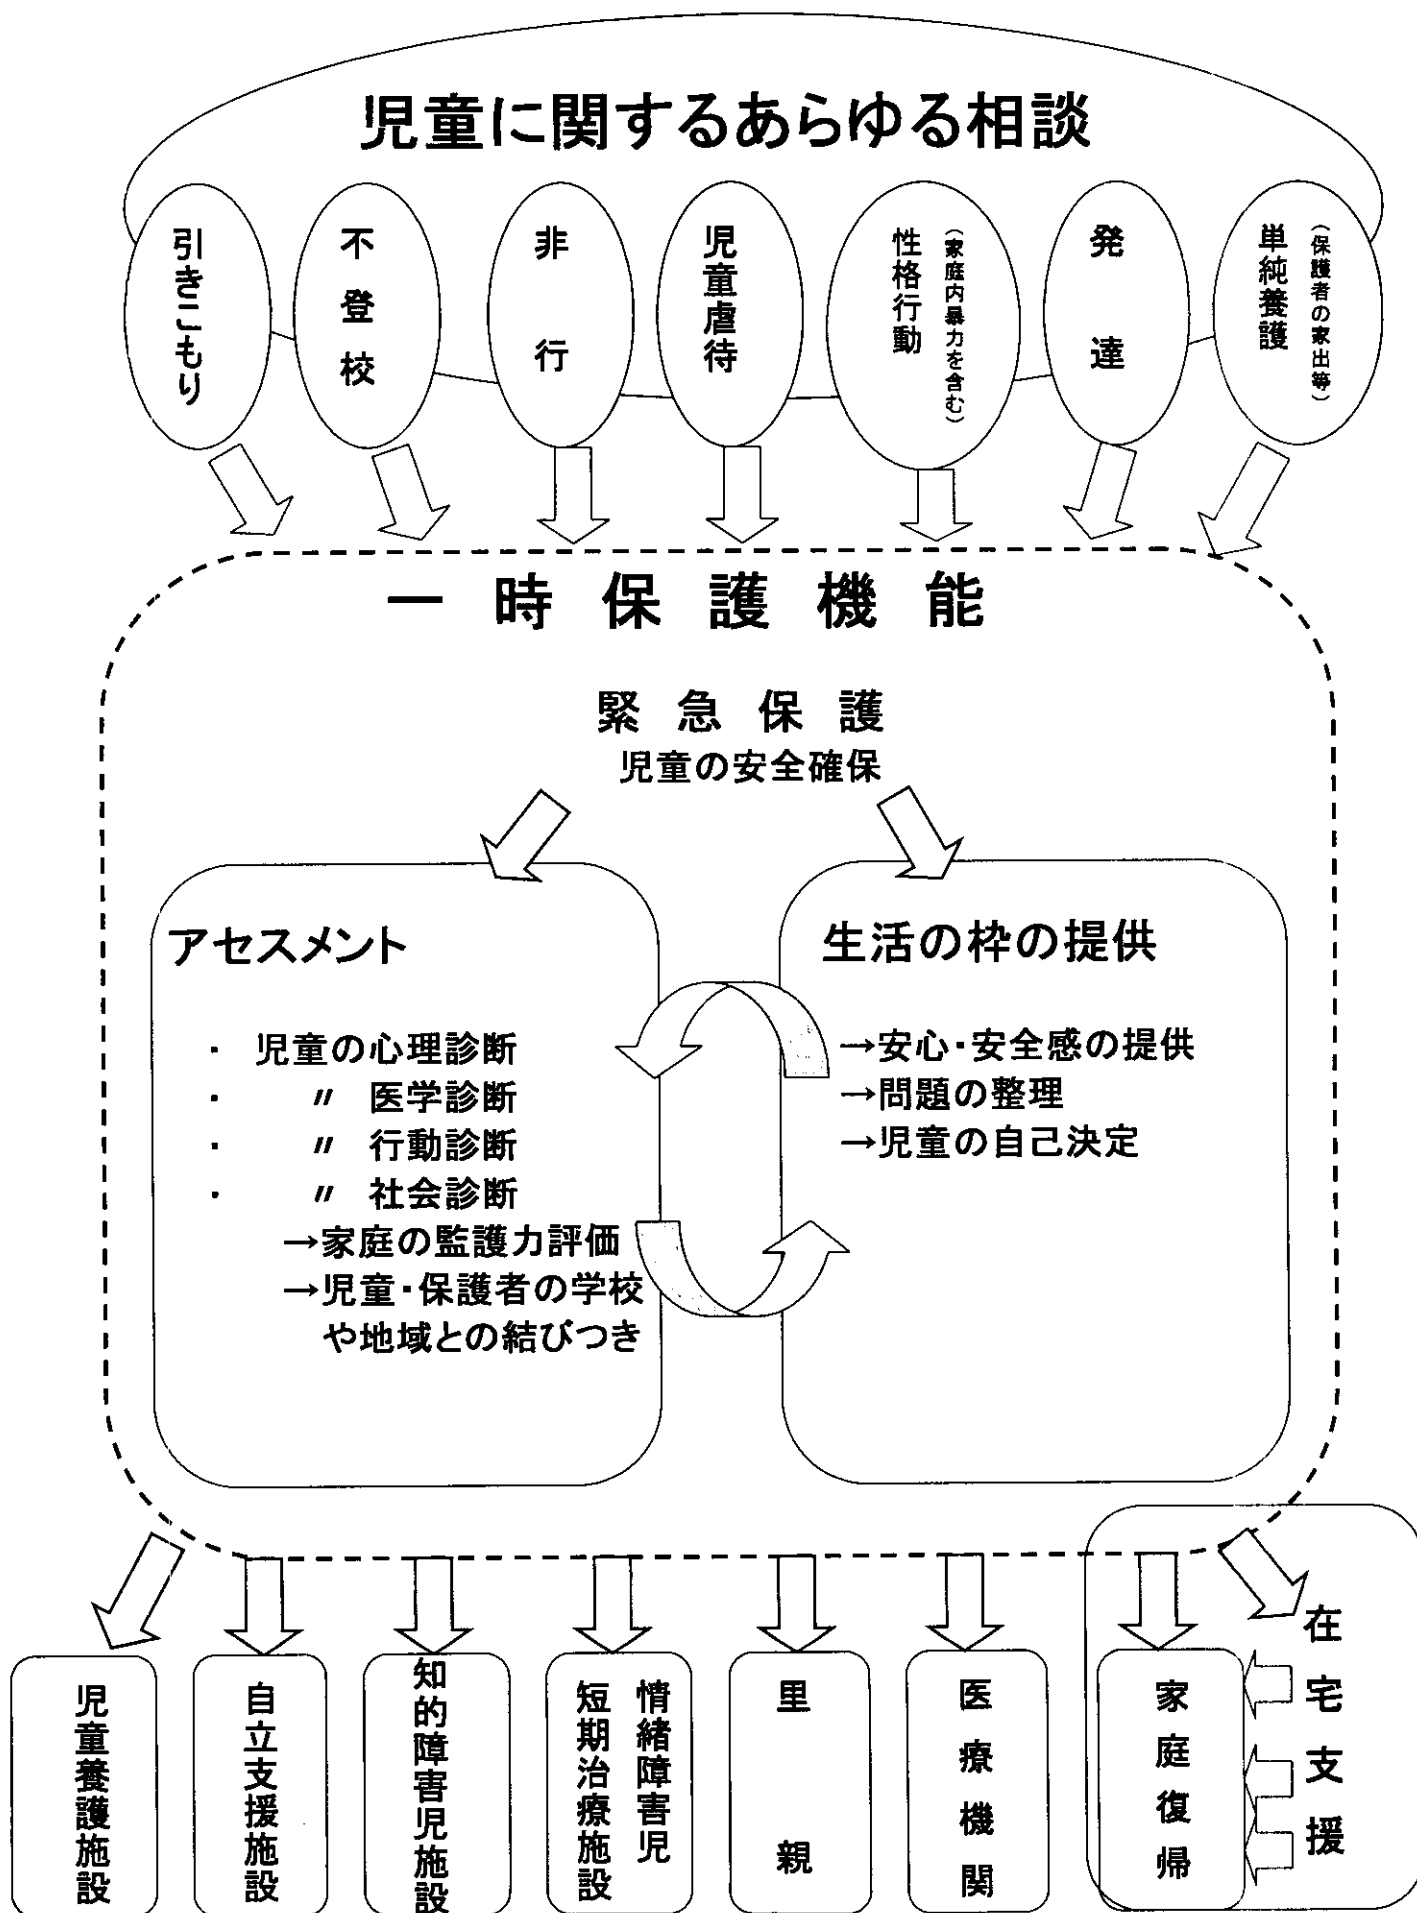 児童に関するあらゆる相談
引きこもり
不登校
非行
児童虐待
性格行動
（家庭内暴力を含む）
発達
単純養護
（保護者の家出等）
一時保護機能
緊急保護
児童の安全確保
アセスメント
・ 児童の心理診断
・ 〃 医学診断
・ 〃 行動診断
・ 〃 社会診断
→家庭の監護力評価
→児童・保護者の学校
や地域との結びつき
生活の枠の提供
→安心・安全感の提供
→問題の整理
→児童の自己決定
児童養護施設
自立支援施設
知的障害児施設
情緒障害児
短期治療施設
里親
医療機関
家庭復帰
在宅支援